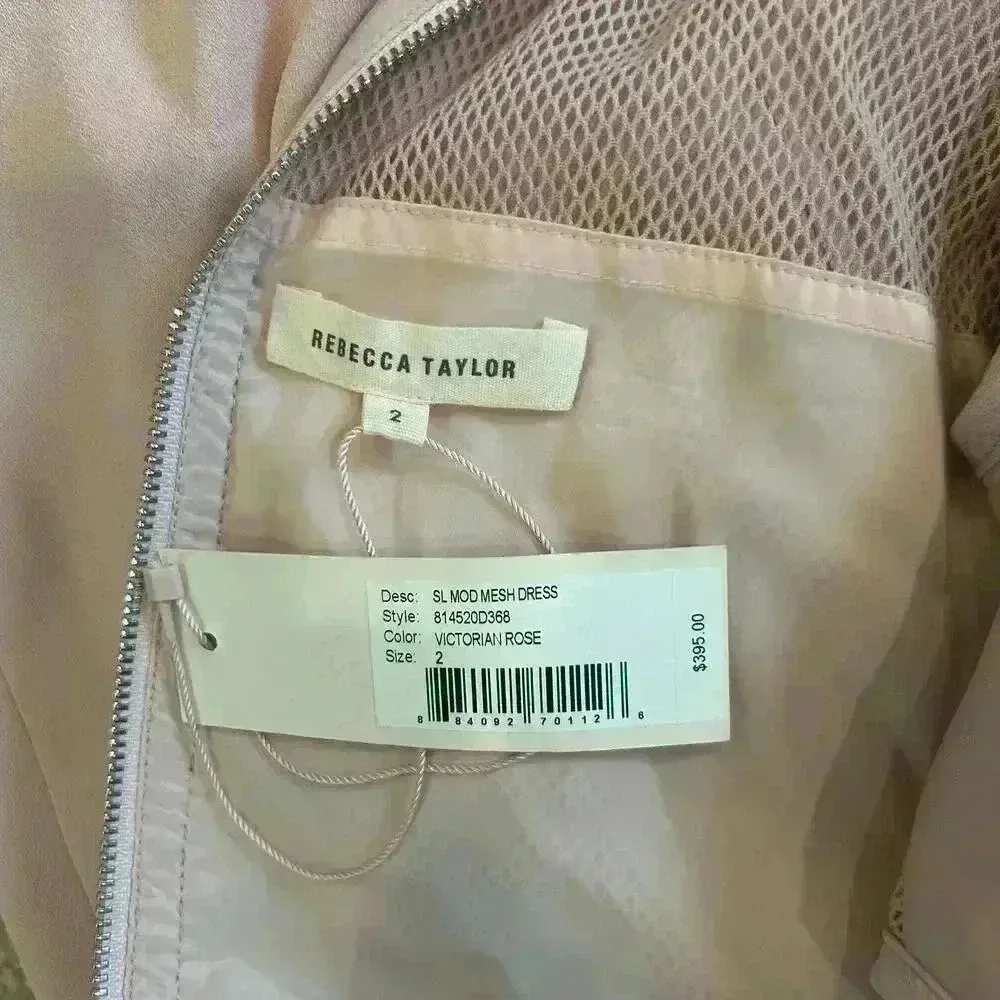 REBECCA TAYLOR
2
Desc: SL MOD MESH DRESS
Style: 814520D368
Color: VICTORIAN ROSE
Size: 2
8 84092 70112 6
$395.00